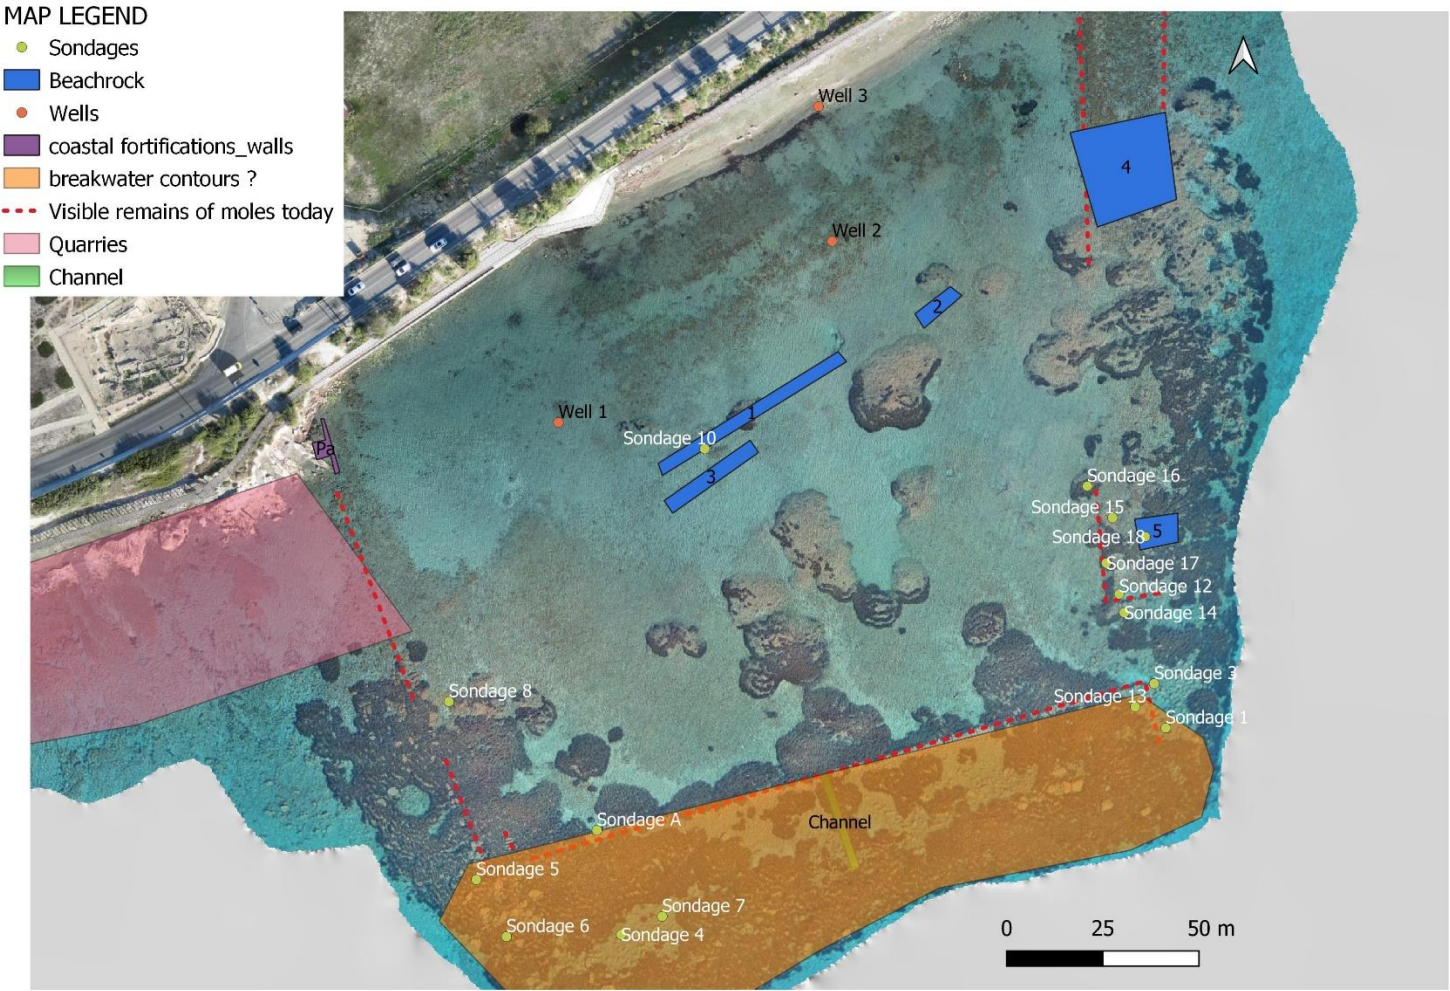 MAP LEGEND
Sondages
Beachrock
Wells
coastal fortifications_walls
breakwater contours ?
Visible remains of moles today
Quarries
Channel
Well 3
4
Well 2
2
Well 1
1
Sondage 10
Pa
3
Sondage 16
Sondage 15
Sondage 18
5
Sondage 17
Sondage 12
Sondage 14
Sondage 3
Sondage 8
Sondage 13
Sondage 1
Sondage A
Channel
Sondage 5
Sondage 7
Sondage 6
Sondage 4
0 25 50 m